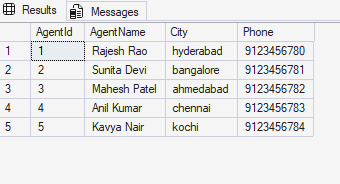 Results Messages
AgentId AgentName City Phone
1 1 Rajesh Rao hyderabad 9123456780
2 2 Sunita Devi bangalore 9123456781
3 3 Mahesh Patel ahmedabad 9123456782
4 4 Anil Kumar chennai 9123456783
5 5 Kavya Nair kochi 9123456784